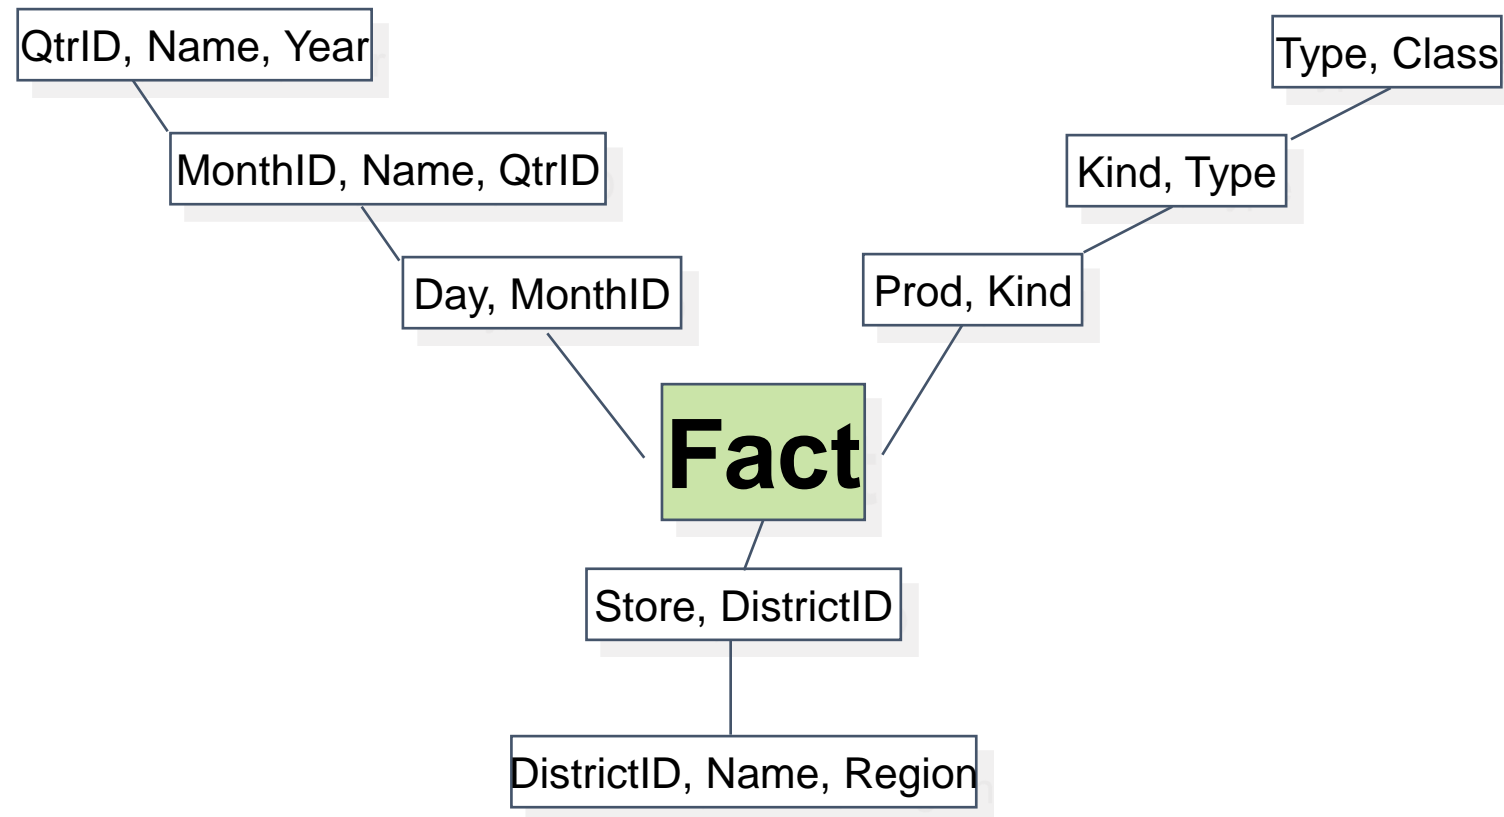 QtrID, Name, Year
Type, Class
MonthID, Name, QtrID
Kind, Type
Day, MonthID
Prod, Kind
Fact
Store, DistrictID
DistrictID, Name, Region